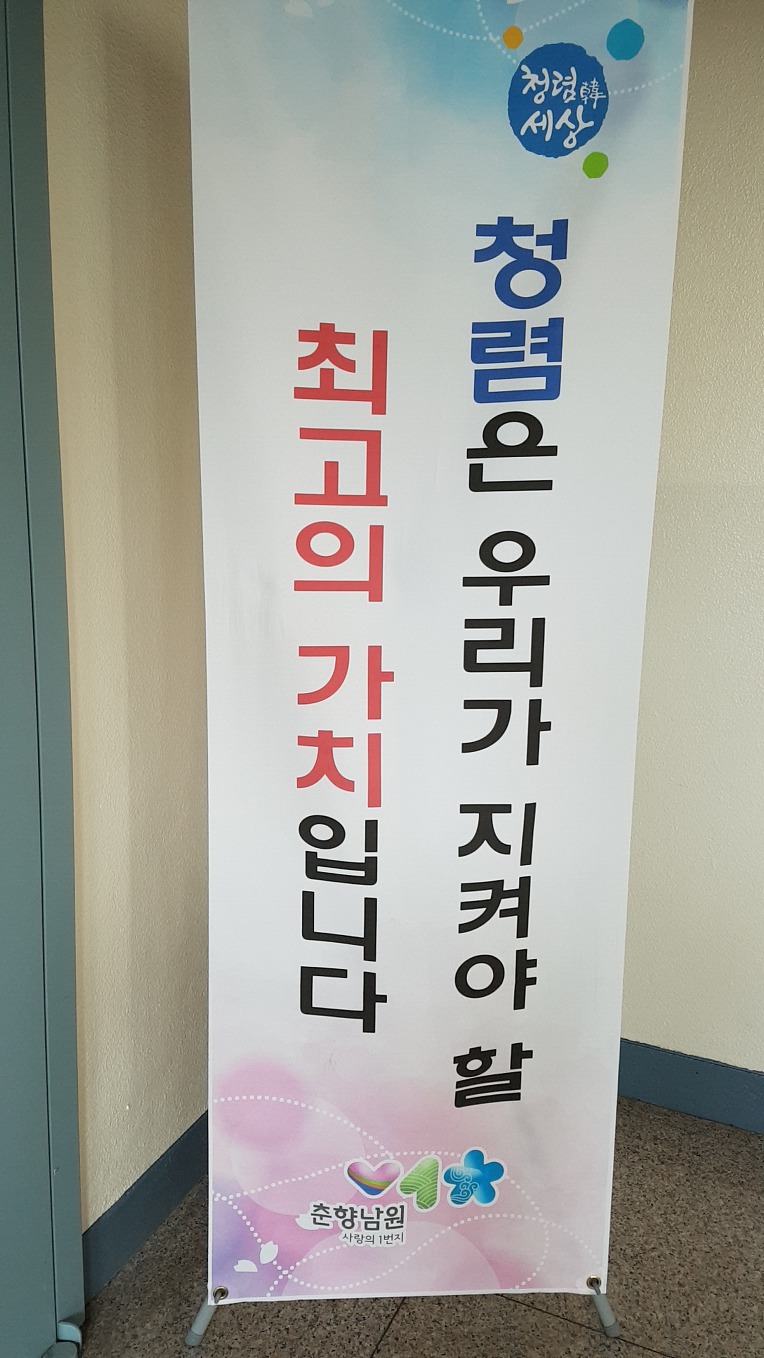 청렴韓
세상
청렴은 우리가 지켜야 할
최고의 가치입니다
춘향남원
사랑의 1번지